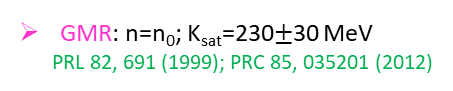 ➢ GMR: n=n₀; Kₛₐₜ=230±30 MeV
PRL 82, 691 (1999); PRC 85, 035201 (2012)